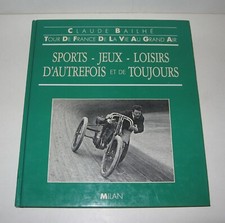 CLAUDE BAILHÉ
TOUR DE FRANCE DE LA VIE AU GRAND AIR
SPORTS - JEUX - LOISIRS
D'AUTREFOIS ET DE TOUJOURS
MILAN